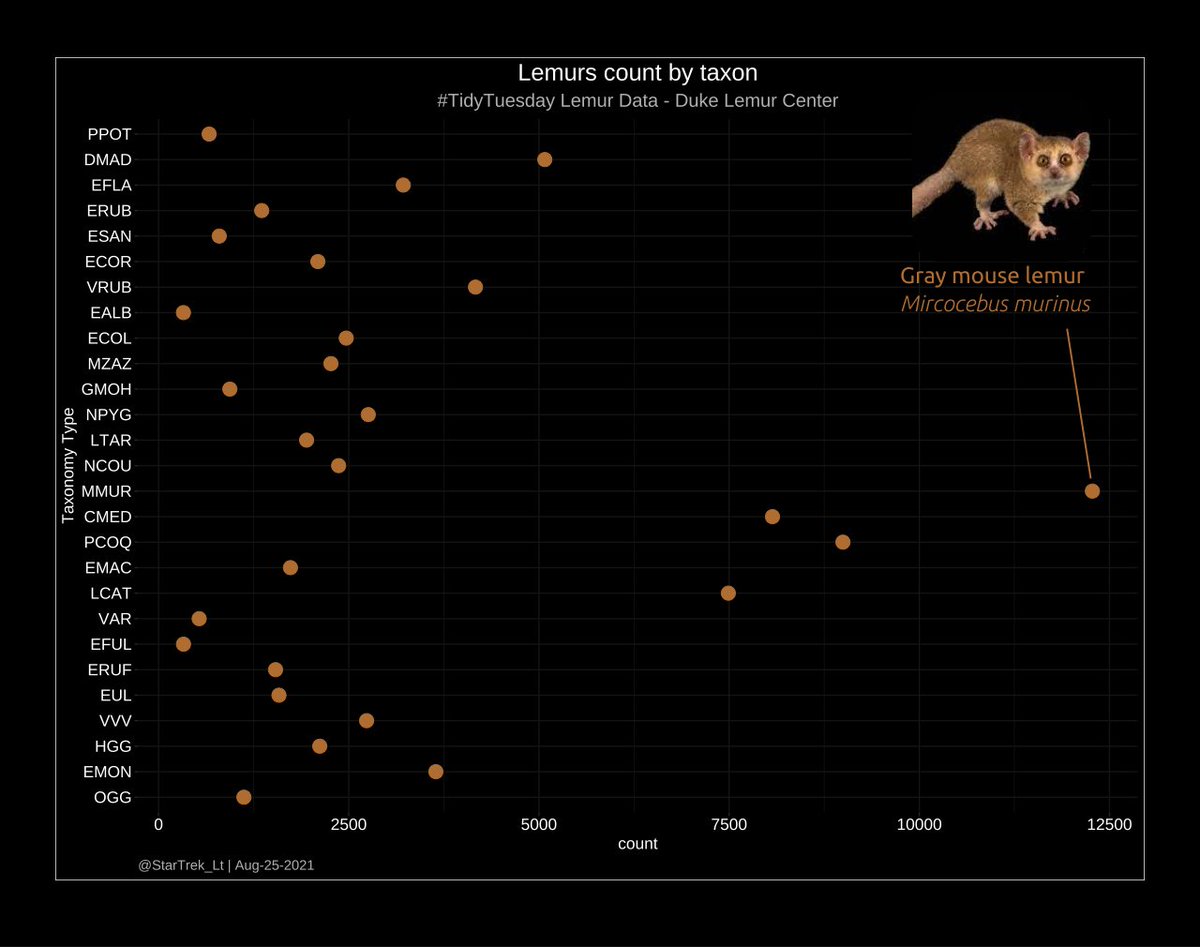 Lemurs count by taxon
#TidyTuesday Lemur Data - Duke Lemur Center
PPOT
DMAD
EFLA
ERUB
ESAN
ECOR
VRUB
EALB
ECOL
MZAZ
GMOH
NPYG
LTAR
NCOU
MMUR
CMED
PCOQ
EMAC
LCAT
VAR
EFUL
ERUF
EUL
VVV
HGG
EMON
OGG
Taxonomy Type
Gray mouse lemur
Mircocebus murinus
0 2500 5000 7500 10000 12500
count
@StarTrek_Lt | Aug-25-2021